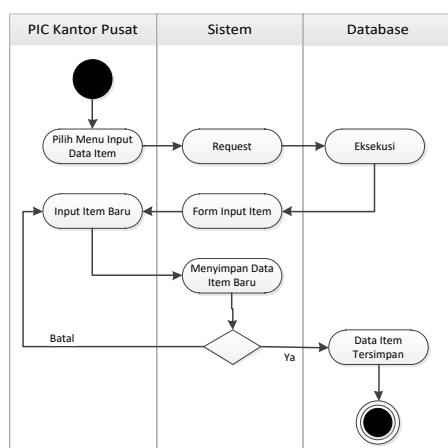 PIC Kantor Pusat
Sistem
Database
Pilih Menu Input
Data Item
Request
Eksekusi
Input Item Baru
Form Input Item
Menyimpan Data
Item Baru
Batal
Ya
Data Item
Tersimpan